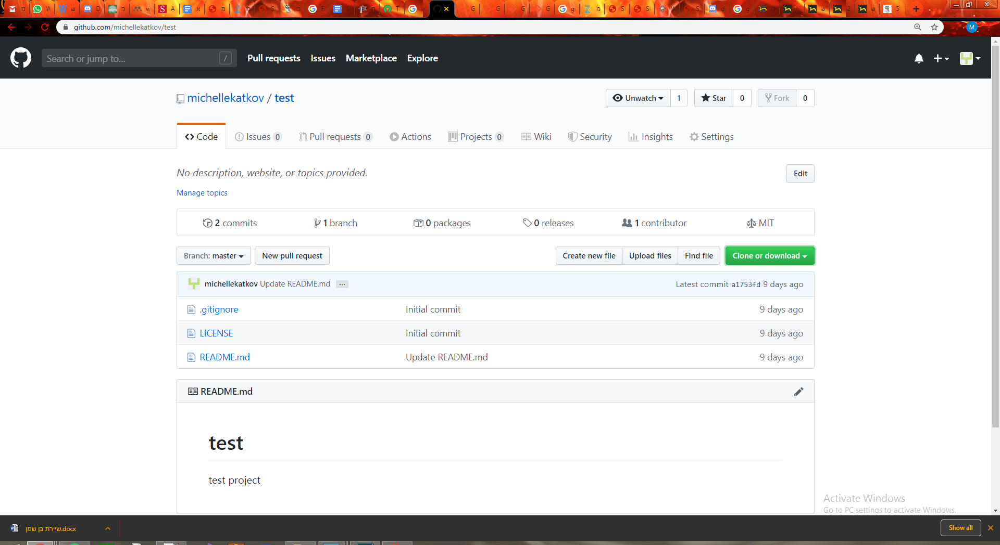 github.com/michellekatkov/test
M
Search or jump to... /
Pull requests Issues Marketplace Explore
michellekatkov / test
Unwatch 1 Star 0 Fork 0
Code Issues 0 Pull requests 0 Actions Projects 0 Wiki Security Insights Settings
No description, website, or topics provided.
Edit
Manage topics
2 commits 1 branch 0 packages 0 releases 1 contributor MIT
Branch: master New pull request Create new file Upload files Find file Clone or download
michellekatkov Update README.md ... Latest commit a1753fd 9 days ago
.gitignore Initial commit 9 days ago
LICENSE Initial commit 9 days ago
README.md Update README.md 9 days ago
README.md
test
test project
Activate Windows
Go to PC settings to activate Windows.
שיירת בן שמן.docx
Show all